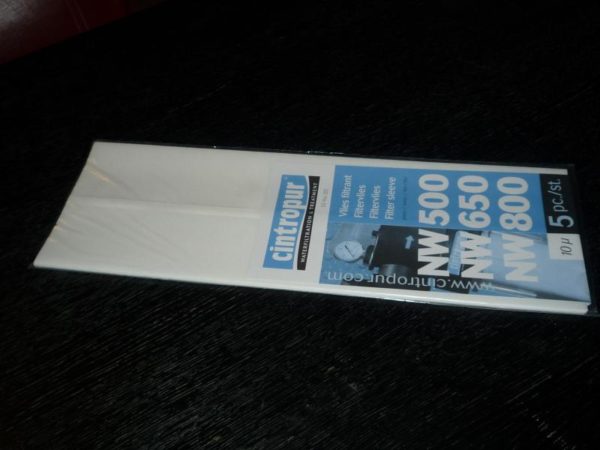 cintropur
WATERFILTRATION & TREATMENT
Vlies filtrant
Filtervlies
Filtervlies
Filter sleeve
NW 500
NW 650
NW 800
www.cintropur.com
10 µ
5 pc./st.